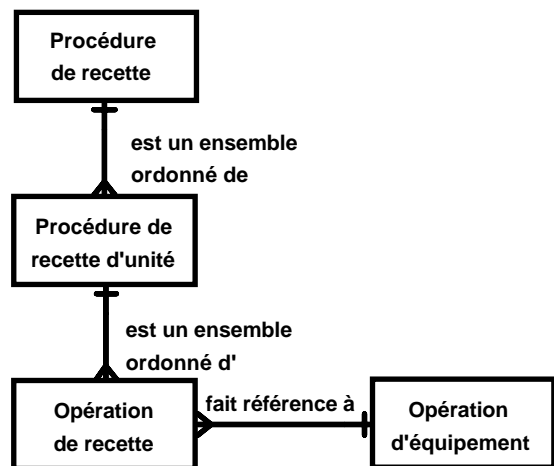 Procédure
de recette
est un ensemble
ordonné de
Procédure de
recette d'unité
est un ensemble
ordonné d'
Opération
de recette
fait référence à
Opération
d'équipement